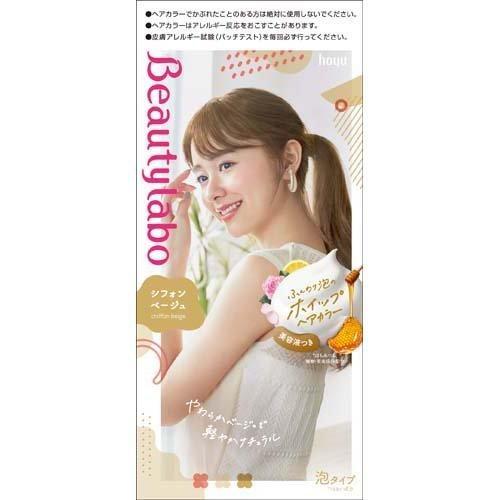 ●ヘアカラーでかぶれたことのある方は絶対に使用しないでください。
●ヘアカラーはアレルギー反応をおこすことがあります。
●皮膚アレルギー試験(パッチテスト)を毎回必ず行ってください。
hoyu
Beautylabo
シフォン
ベージュ
chiffon beige
ふんわり泡の
ホイップ
ヘアカラー
美容液つき
やわらかベージュで
軽やかナチュラル
泡タイプ